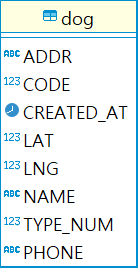 dog
ABC ADDR
123 CODE
CREATED_AT
123 LAT
123 LNG
ABC NAME
123 TYPE_NUM
ABC PHONE